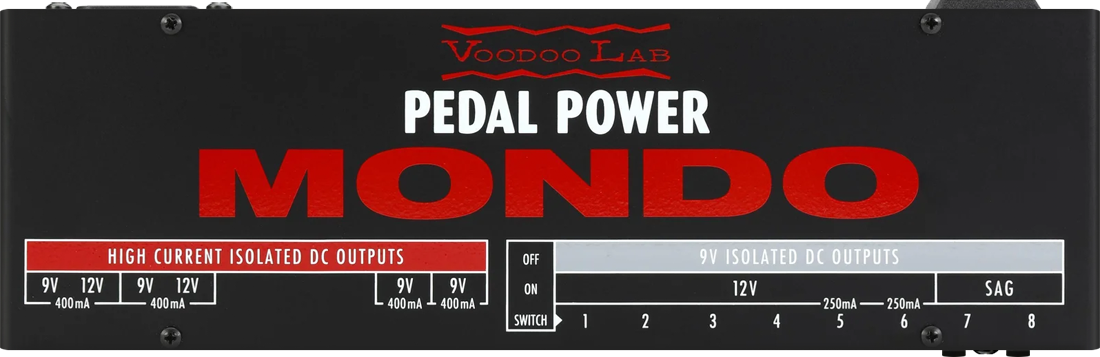 VOODOO LAB
PEDAL POWER
MONDO
HIGH CURRENT ISOLATED DC OUTPUTS
9V 12V 9V 12V 9V 9V
400mA 400mA 400mA 400mA
OFF 9V ISOLATED DC OUTPUTS
ON 12V SAG
250mA 250mA
SWITCH 1 2 3 4 5 6 7 8